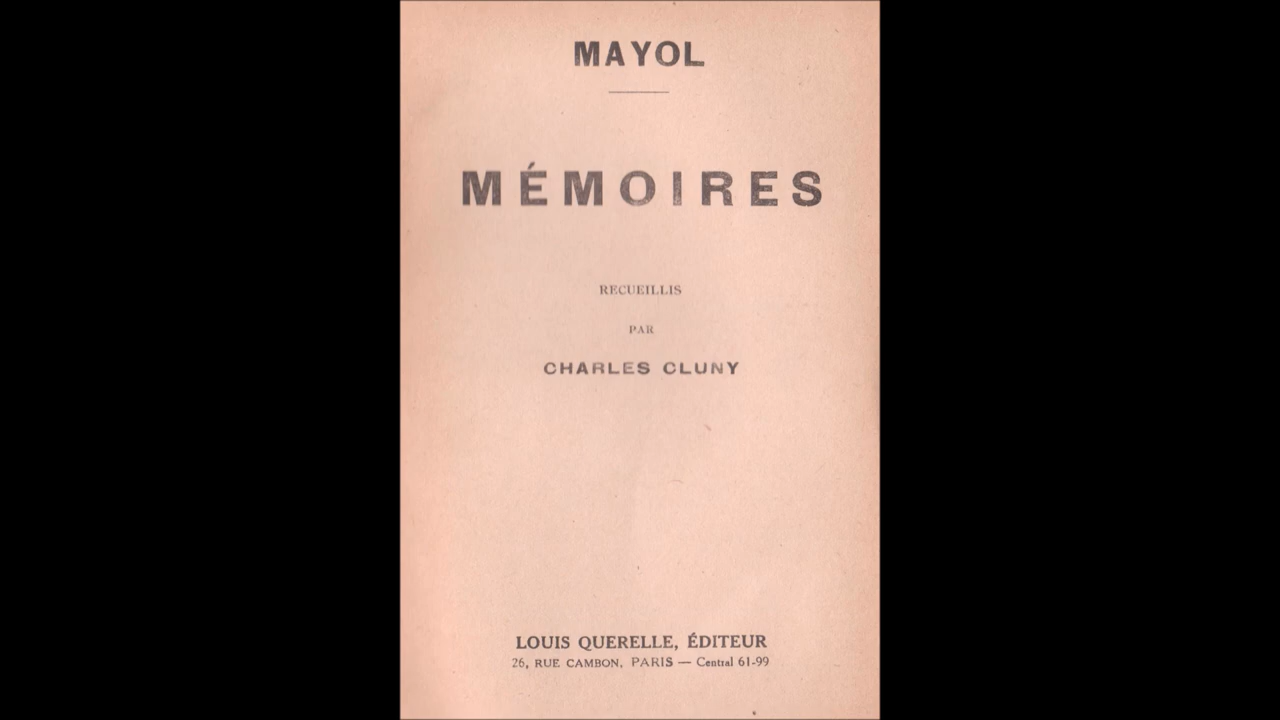 MAYOL
MÉMOIRES
RECUEILLIS
PAR
CHARLES CLUNY
LOUIS QUERELLE, ÉDITEUR
26, RUE CAMBON, PARIS — Central 61-99